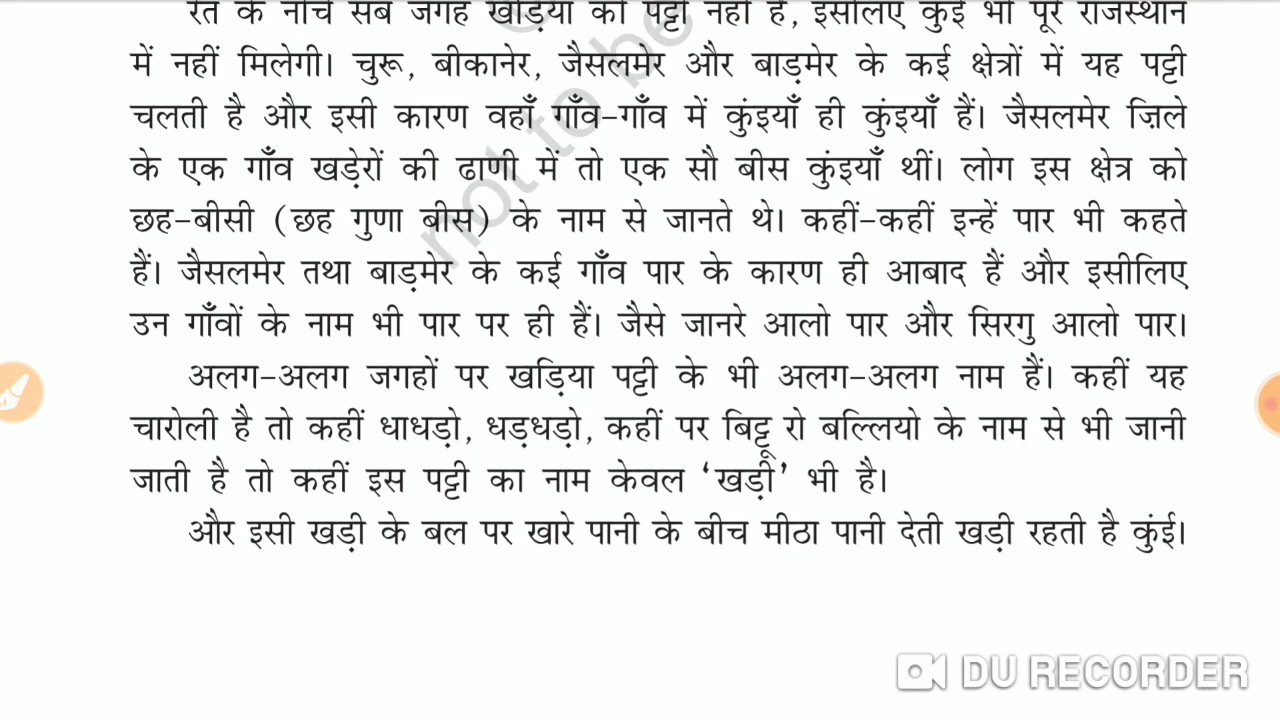 रेत के नीचे सब जगह खड़िया की पट्टी नहीं है, इसीलिए कुंई भी पूरे राजस्थान
में नहीं मिलेगी। चुरू, बीकानेर, जैसलमेर और बाड़मेर के कई क्षेत्रों में यह पट्टी
चलती है और इसी कारण वहाँ गाँव-गाँव में कुंइयाँ ही कुंइयाँ हैं। जैसलमेर ज़िले
के एक गाँव खड़ेरों की ढाणी में तो एक सौ बीस कुंइयाँ थीं। लोग इस क्षेत्र को
छह-बीसी (छह गुणा बीस) के नाम से जानते थे। कहीं-कहीं इन्हें पार भी कहते
हैं। जैसलमेर तथा बाड़मेर के कई गाँव पार के कारण ही आबाद हैं और इसीलिए
उन गाँवों के नाम भी पार पर ही हैं। जैसे जानरे आलो पार और सिरगु आलो पार।
अलग-अलग जगहों पर खड़िया पट्टी के भी अलग-अलग नाम हैं। कहीं यह
चारोली है तो कहीं धाधड़ो, धड़धड़ो, कहीं पर बिट्टू रो बल्लियो के नाम से भी जानी
जाती है तो कहीं इस पट्टी का नाम केवल ‘खड़ी’ भी है।
और इसी खड़ी के बल पर खारे पानी के बीच मीठा पानी देती खड़ी रहती है कुंई।
not to be
DU RECORDER